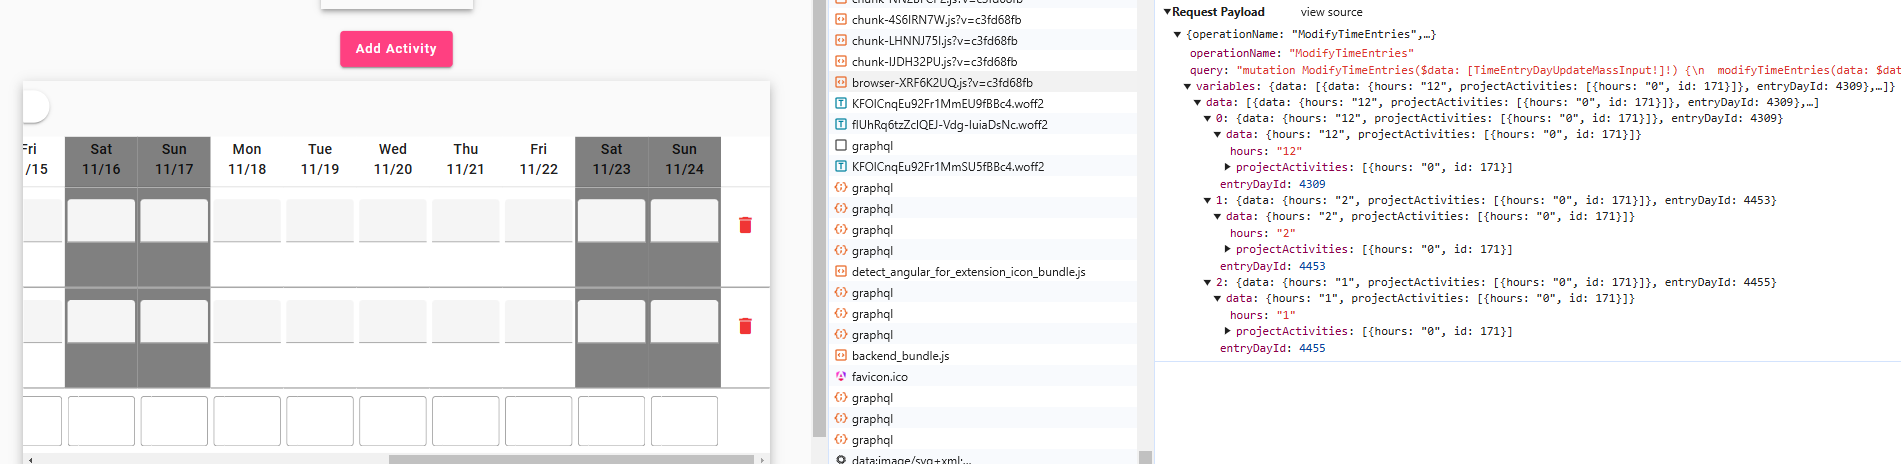 Add Activity
Fri Sat Sun Mon Tue Wed Thu Fri Sat Sun
/15 11/16 11/17 11/18 11/19 11/20 11/21 11/22 11/23 11/24
chunk-4S6IRN7W.js?v=c3fd68fb
chunk-LHNNJ75I.js?v=c3fd68fb
chunk-IJDH32PU.js?v=c3fd68fb
browser-XRF6K2UQ.js?v=c3fd68fb
KFOlCnqEu92Fr1MmEU9fBBc4.woff2
flUhRq6tzZclQEJ-Vdg-IuiaDsNc.woff2
graphql
KFOlCnqEu92Fr1MmSU5fBBc4.woff2
graphql
graphql
graphql
graphql
detect_angular_for_extension_icon_bundle.js
graphql
graphql
graphql
backend_bundle.js
favicon.ico
graphql
graphql
graphql
data:image/svg+xml;...
Request Payload view source
{operationName: "ModifyTimeEntries",…}
operationName: "ModifyTimeEntries"
query: "mutation ModifyTimeEntries($data: [TimeEntryDayUpdateMassInput!]!) {\n  modifyTimeEntries(data: $dat
variables: {data: [{data: {hours: "12", projectActivities: [{hours: "0", id: 171}]}, entryDayId: 4309},…]}
data: [{data: {hours: "12", projectActivities: [{hours: "0", id: 171}]}, entryDayId: 4309},…]
0: {data: {hours: "12", projectActivities: [{hours: "0", id: 171}]}, entryDayId: 4309}
data: {hours: "12", projectActivities: [{hours: "0", id: 171}]}
hours: "12"
projectActivities: [{hours: "0", id: 171}]
entryDayId: 4309
1: {data: {hours: "2", projectActivities: [{hours: "0", id: 171}]}, entryDayId: 4453}
data: {hours: "2", projectActivities: [{hours: "0", id: 171}]}
hours: "2"
projectActivities: [{hours: "0", id: 171}]
entryDayId: 4453
2: {data: {hours: "1", projectActivities: [{hours: "0", id: 171}]}, entryDayId: 4455}
data: {hours: "1", projectActivities: [{hours: "0", id: 171}]}
hours: "1"
projectActivities: [{hours: "0", id: 171}]
entryDayId: 4455